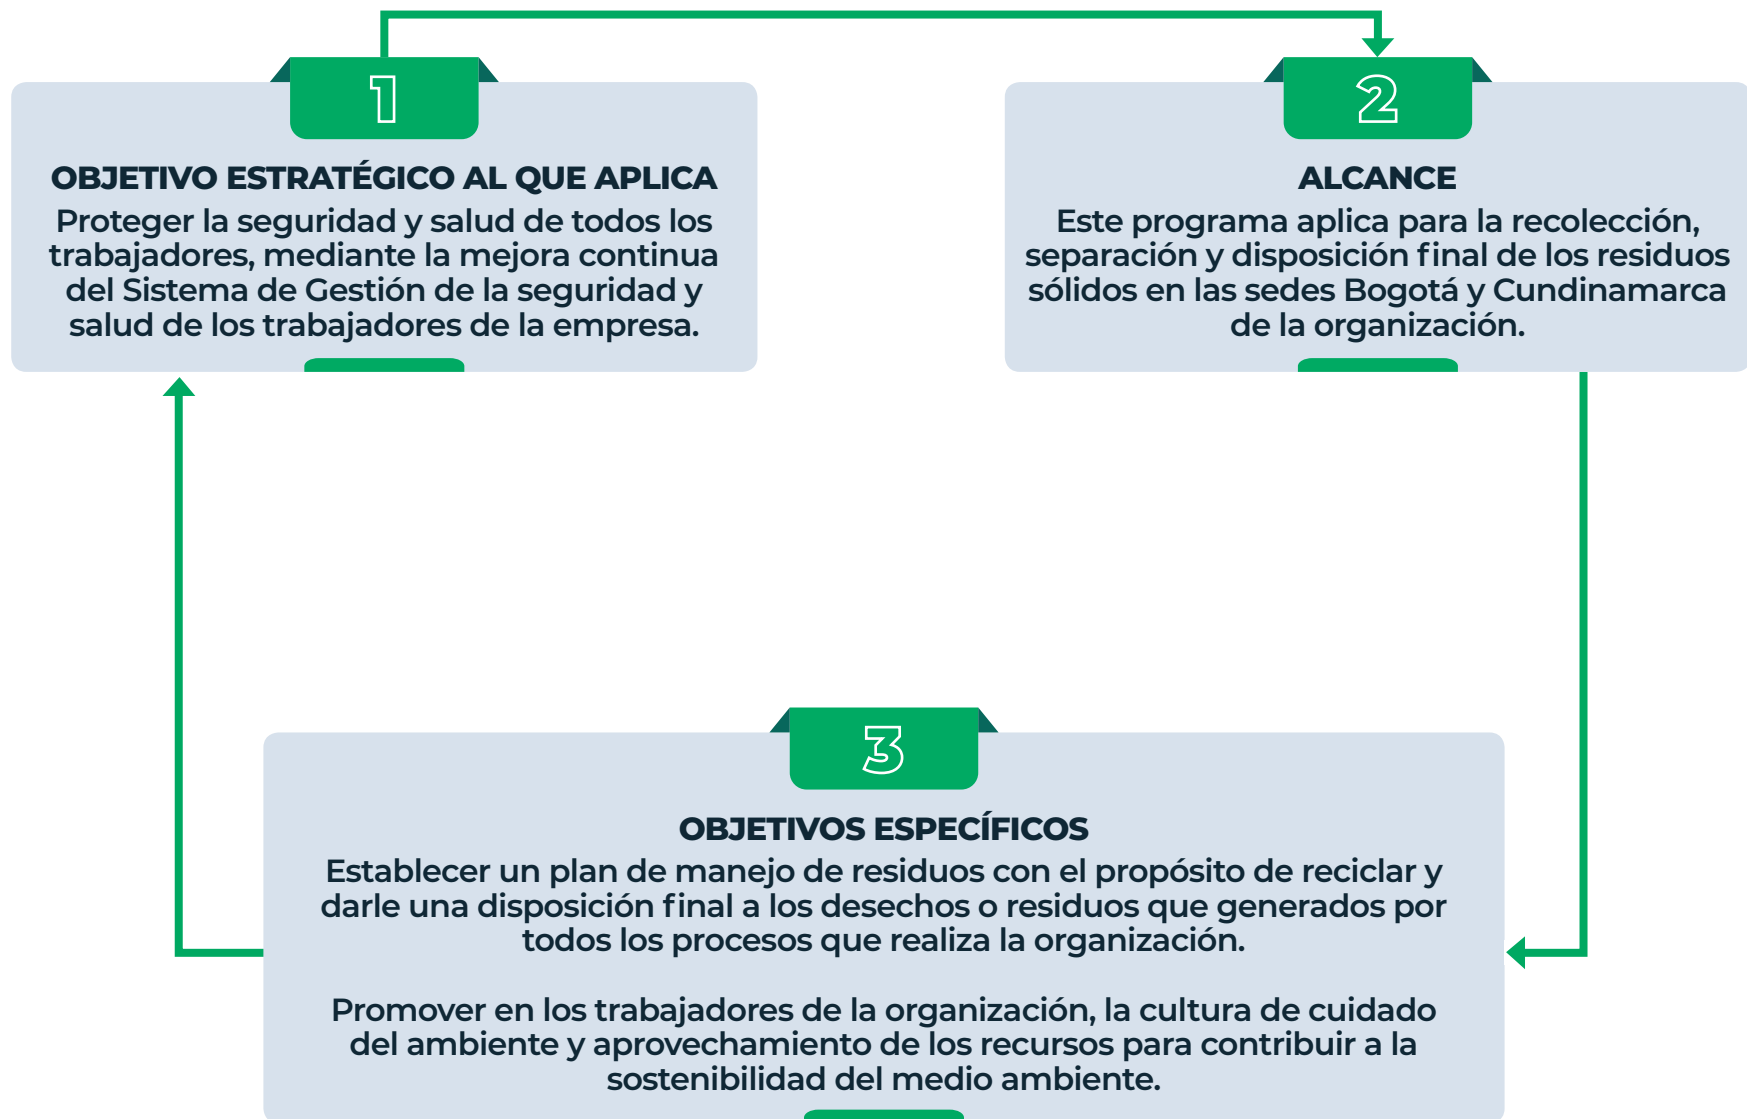 1
OBJETIVO ESTRATÉGICO AL QUE APLICA
Proteger la seguridad y salud de todos los
trabajadores, mediante la mejora continua
del Sistema de Gestión de la seguridad y
salud de los trabajadores de la empresa.
2
ALCANCE
Este programa aplica para la recolección,
separación y disposición final de los residuos
sólidos en las sedes Bogotá y Cundinamarca
de la organización.
3
OBJETIVOS ESPECÍFICOS
Establecer un plan de manejo de residuos con el propósito de reciclar y
darle una disposición final a los desechos o residuos que generados por
todos los procesos que realiza la organización.
Promover en los trabajadores de la organización, la cultura de cuidado
del ambiente y aprovechamiento de los recursos para contribuir a la
sostenibilidad del medio ambiente.